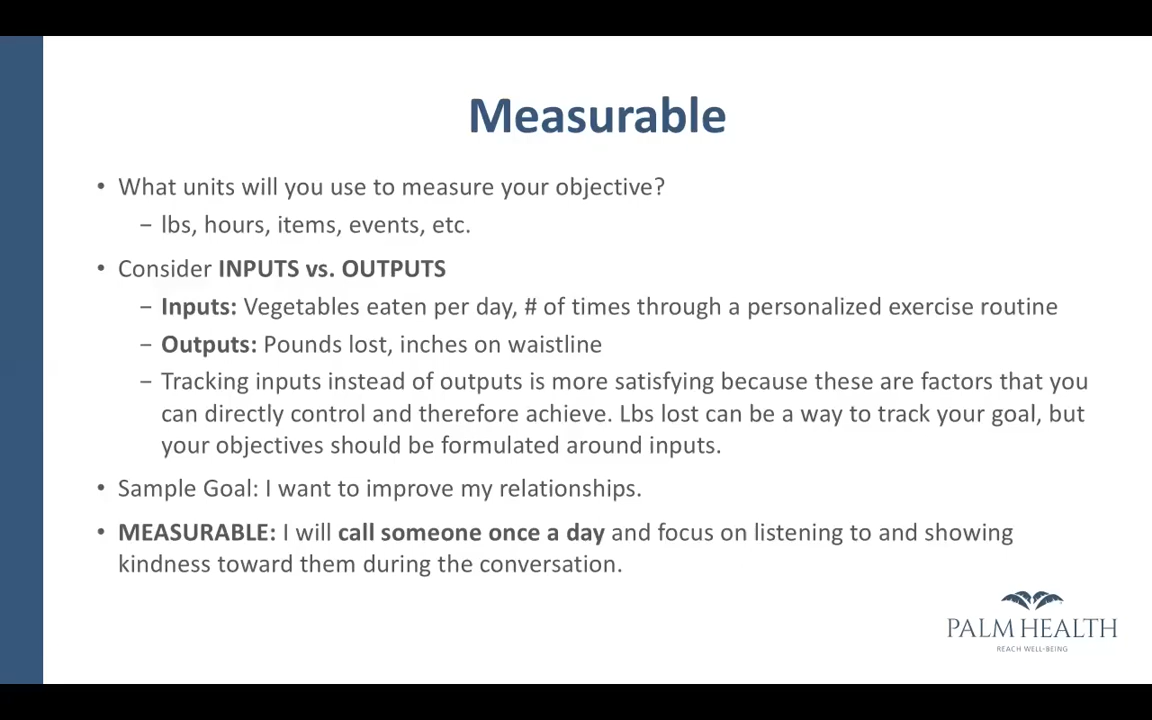 Measurable
• What units will you use to measure your objective?
– lbs, hours, items, events, etc.
• Consider INPUTS vs. OUTPUTS
– Inputs: Vegetables eaten per day, # of times through a personalized exercise routine
– Outputs: Pounds lost, inches on waistline
– Tracking inputs instead of outputs is more satisfying because these are factors that you
can directly control and therefore achieve. Lbs lost can be a way to track your goal, but
your objectives should be formulated around inputs.
• Sample Goal: I want to improve my relationships.
• MEASURABLE: I will call someone once a day and focus on listening to and showing
kindness toward them during the conversation.
PALM HEALTH
REACH WELL-BEING